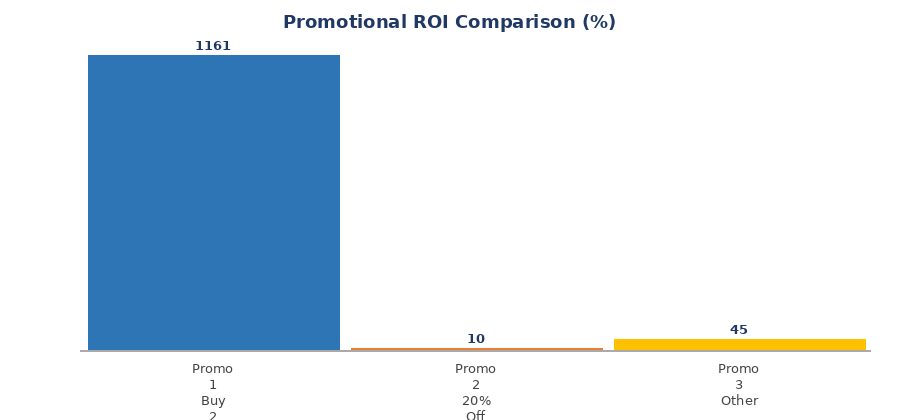 Promotional ROI Comparison (%)
1161
10
45
Promo
1
Buy
2
Promo
2
20%
Off
Promo
3
Other